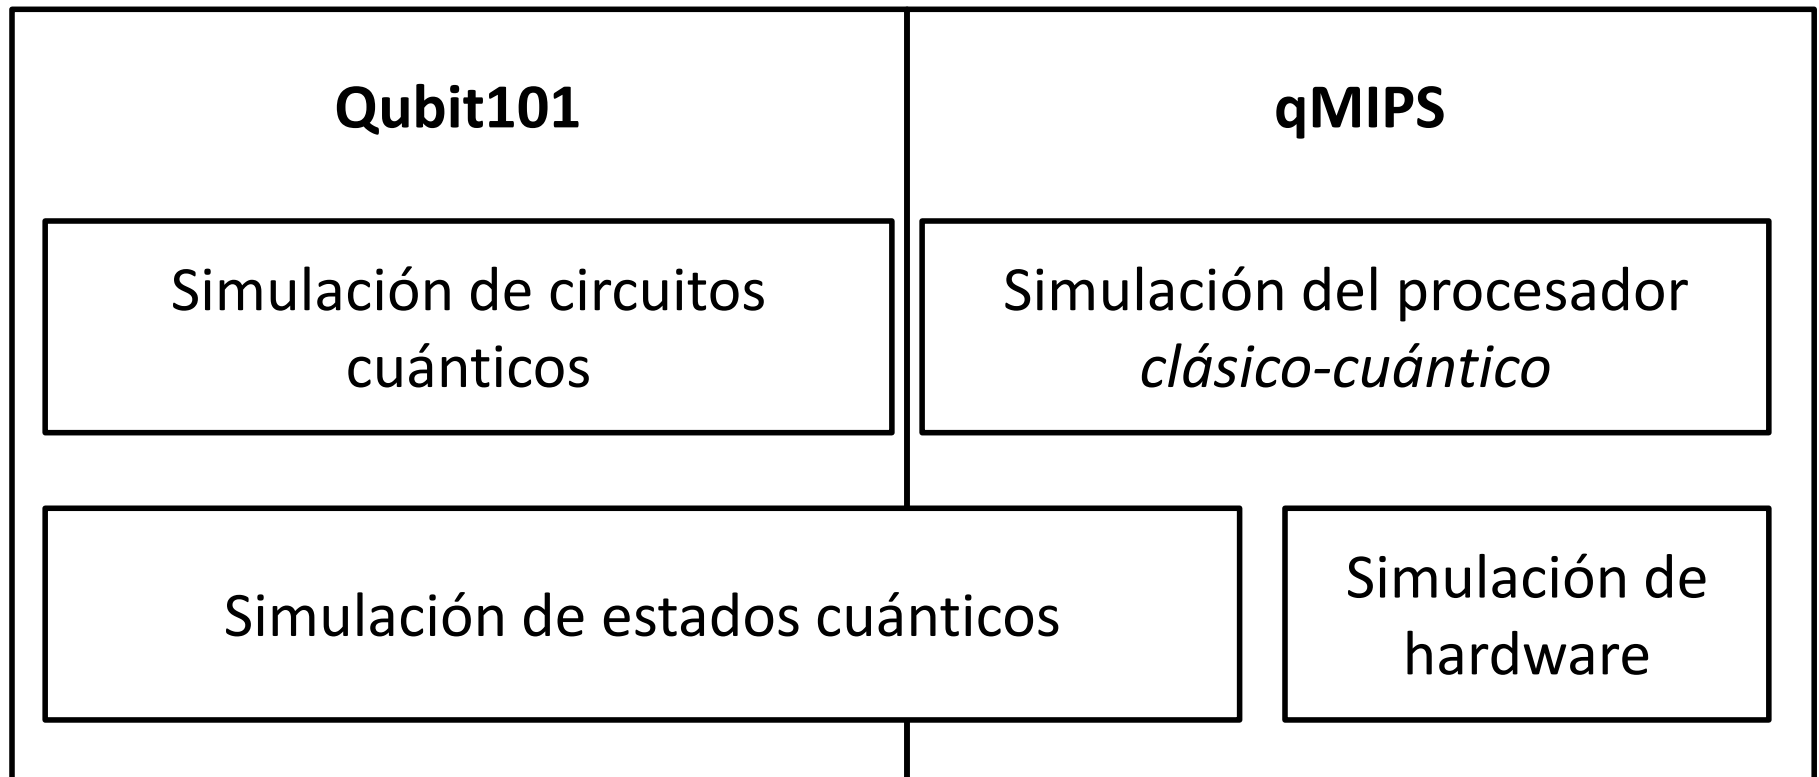 Qubit101
qMIPS
Simulación de circuitos
cuánticos
Simulación del procesador
clásico-cuántico
Simulación de estados cuánticos
Simulación de
hardware